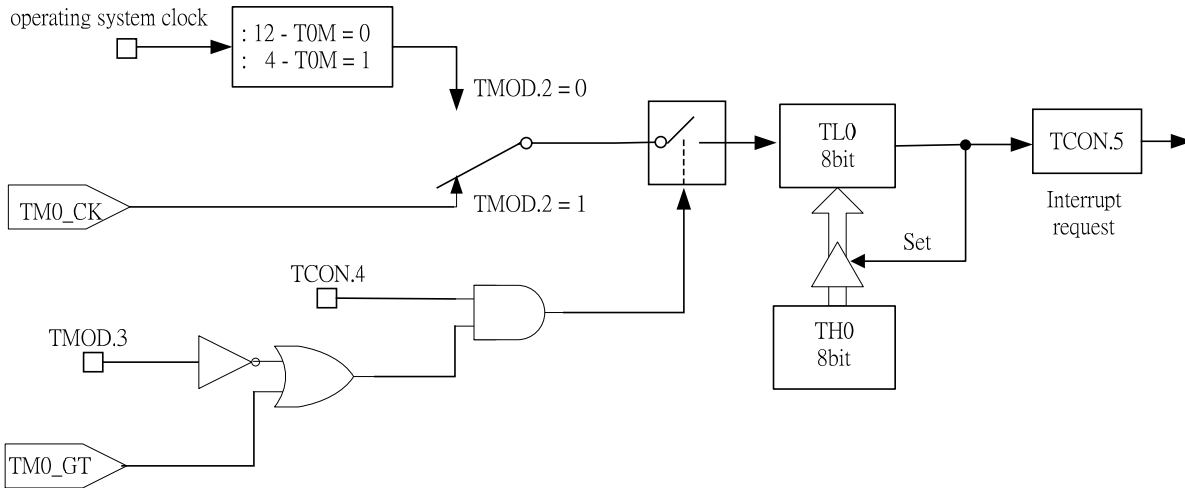 operating system clock
: 12 - T0M = 0
: 4 - T0M = 1
TMOD.2 = 0
TM0_CK
TMOD.2 = 1
TL0
8bit
TCON.5
Interrupt
request
Set
TCON.4
TMOD.3
TH0
8bit
TM0_GT